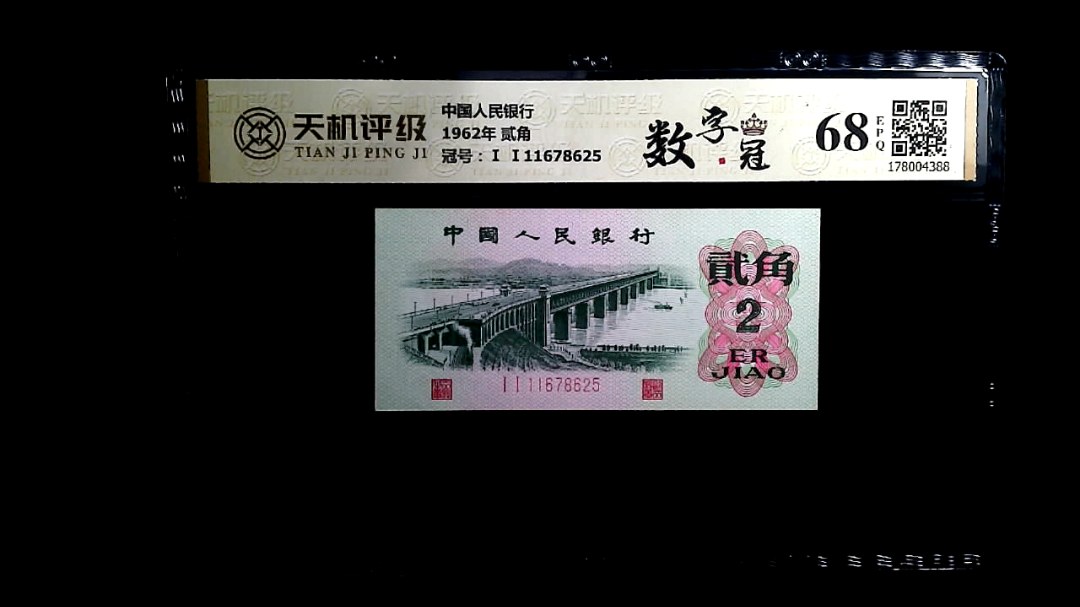 天机评级
TIAN JI PING JI
中国人民银行
1962年 贰角
冠号：Ⅰ Ⅰ 11678625
数字冠
68
EPQ
178004388
中國人民銀行
貳角
2
ER
JIAO
Ⅰ Ⅰ 11678625